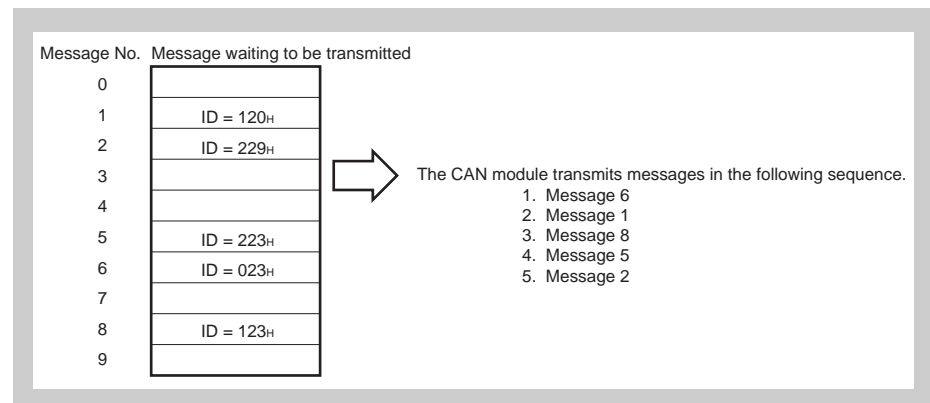 Message No. Message waiting to be transmitted
0
1 ID = 120H
2 ID = 229H
3
4
5 ID = 223H
6 ID = 023H
7
8 ID = 123H
9
The CAN module transmits messages in the following sequence.
1. Message 6
2. Message 1
3. Message 8
4. Message 5
5. Message 2